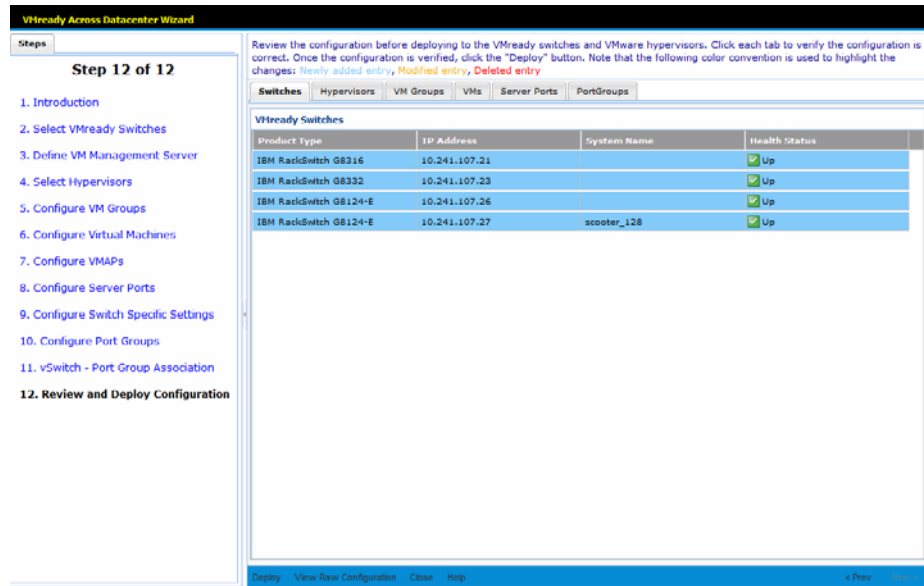 VMready Across Datacenter Wizard
Steps
Step 12 of 12
1. Introduction
2. Select VMready Switches
3. Define VM Management Server
4. Select Hypervisors
5. Configure VM Groups
6. Configure Virtual Machines
7. Configure VMAPs
8. Configure Server Ports
9. Configure Switch Specific Settings
10. Configure Port Groups
11. vSwitch - Port Group Association
12. Review and Deploy Configuration
Review the configuration before deploying to the VMready switches and VMware hypervisors. Click each tab to verify the configuration is
correct. Once the configuration is verified, click the "Deploy" button. Note that the following color convention is used to highlight the
changes: Newly added entry, Modified entry, Deleted entry
Switches Hypervisors VM Groups VMs Server Ports PortGroups
VMready Switches
Product Type IP Address System Name Health Status
IBM RackSwitch G8316 10.241.107.21 Up
IBM RackSwitch G8332 10.241.107.23 Up
IBM RackSwitch G8124-E 10.241.107.26 Up
IBM RackSwitch G8124-E 10.241.107.27 scooter_128 Up
Deploy View Raw Configuration Close Help < Prev